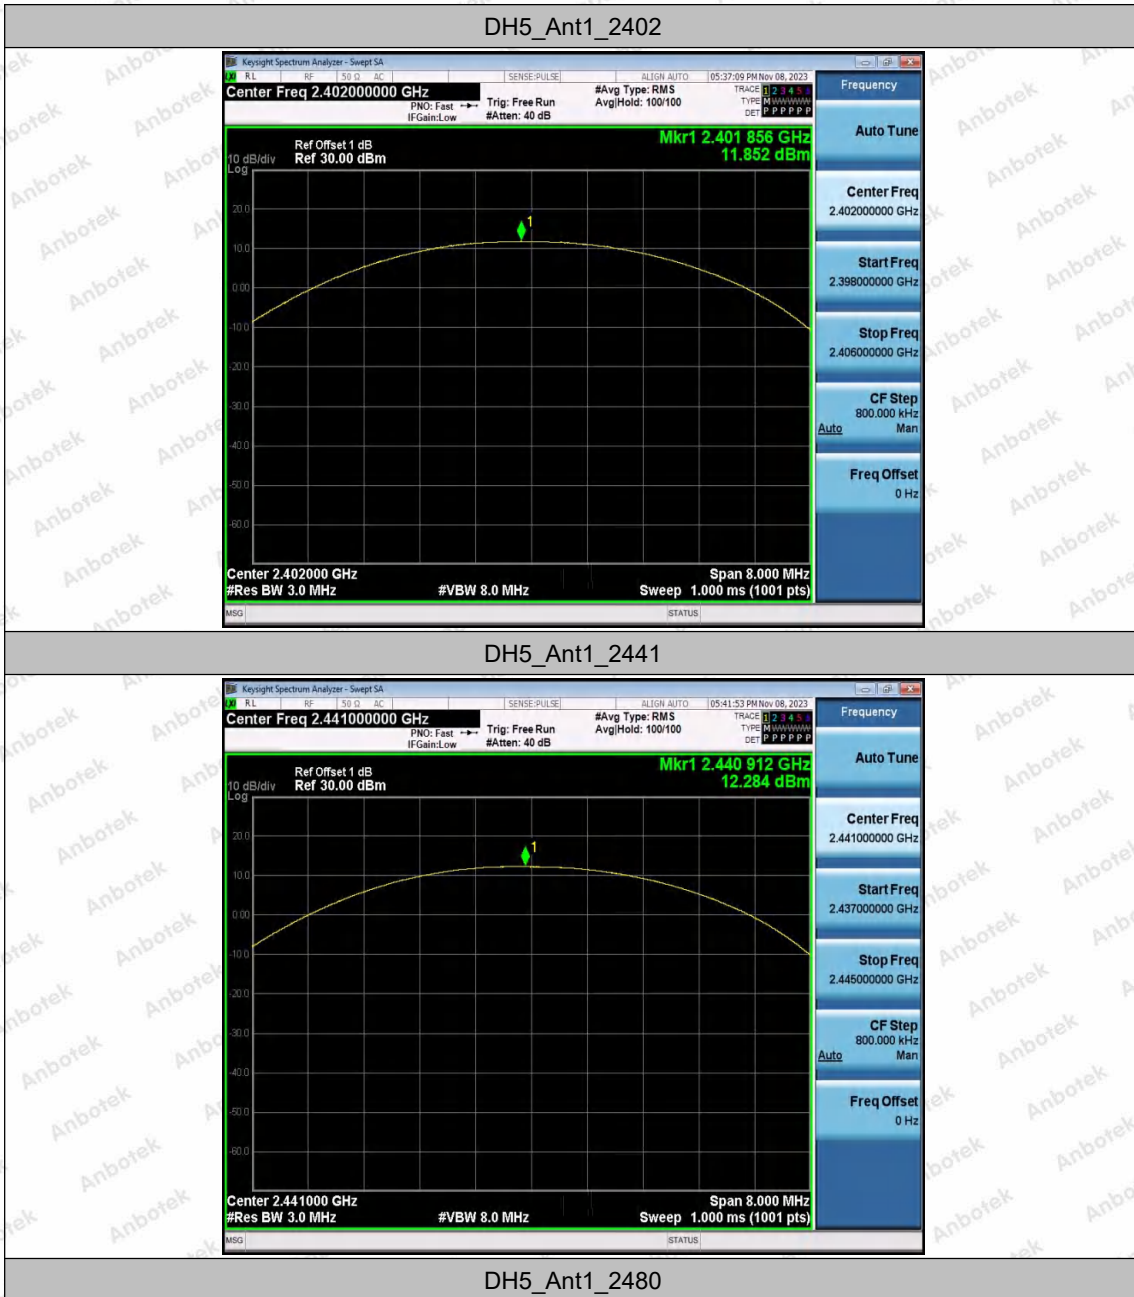 DH5_Ant1_2402
Keysight Spectrum Analyzer - Swept SA
RL RF 50 Ω AC SENSE:PULSE ALIGN AUTO 05:37:09 PM Nov 08, 2023
Center Freq 2.402000000 GHz
PNO: Fast
IFGain:Low
Trig: Free Run
#Atten: 40 dB
#Avg Type: RMS
Avg|Hold: 100/100
TRACE 1 2 3 4 5 6
TYPE M WWWWW
DET P P P P P P
Frequency
Mkr1 2.401 856 GHz
11.852 dBm
Ref Offset 1 dB
10 dB/div Ref 30.00 dBm
Log
20.0
10.0
0.00
-10.0
-20.0
-30.0
-40.0
-50.0
-60.0
1
Center 2.402000 GHz Span 8.000 MHz
#Res BW 3.0 MHz #VBW 8.0 MHz Sweep 1.000 ms (1001 pts)
MSG STATUS
Auto Tune
Center Freq
2.402000000 GHz
Start Freq
2.398000000 GHz
Stop Freq
2.406000000 GHz
CF Step
800.000 kHz
Auto Man
Freq Offset
0 Hz
DH5_Ant1_2441
Keysight Spectrum Analyzer - Swept SA
RL RF 50 Ω AC SENSE:PULSE ALIGN AUTO 05:41:53 PM Nov 08, 2023
Center Freq 2.441000000 GHz
PNO: Fast
IFGain:Low
Trig: Free Run
#Atten: 40 dB
#Avg Type: RMS
Avg|Hold: 100/100
TRACE 1 2 3 4 5 6
TYPE M WWWWW
DET P P P P P P
Frequency
Mkr1 2.440 912 GHz
12.284 dBm
Ref Offset 1 dB
10 dB/div Ref 30.00 dBm
Log
20.0
10.0
0.00
-10.0
-20.0
-30.0
-40.0
-50.0
-60.0
1
Center 2.441000 GHz Span 8.000 MHz
#Res BW 3.0 MHz #VBW 8.0 MHz Sweep 1.000 ms (1001 pts)
MSG STATUS
Auto Tune
Center Freq
2.441000000 GHz
Start Freq
2.437000000 GHz
Stop Freq
2.445000000 GHz
CF Step
800.000 kHz
Auto Man
Freq Offset
0 Hz
DH5_Ant1_2480
Anbotek